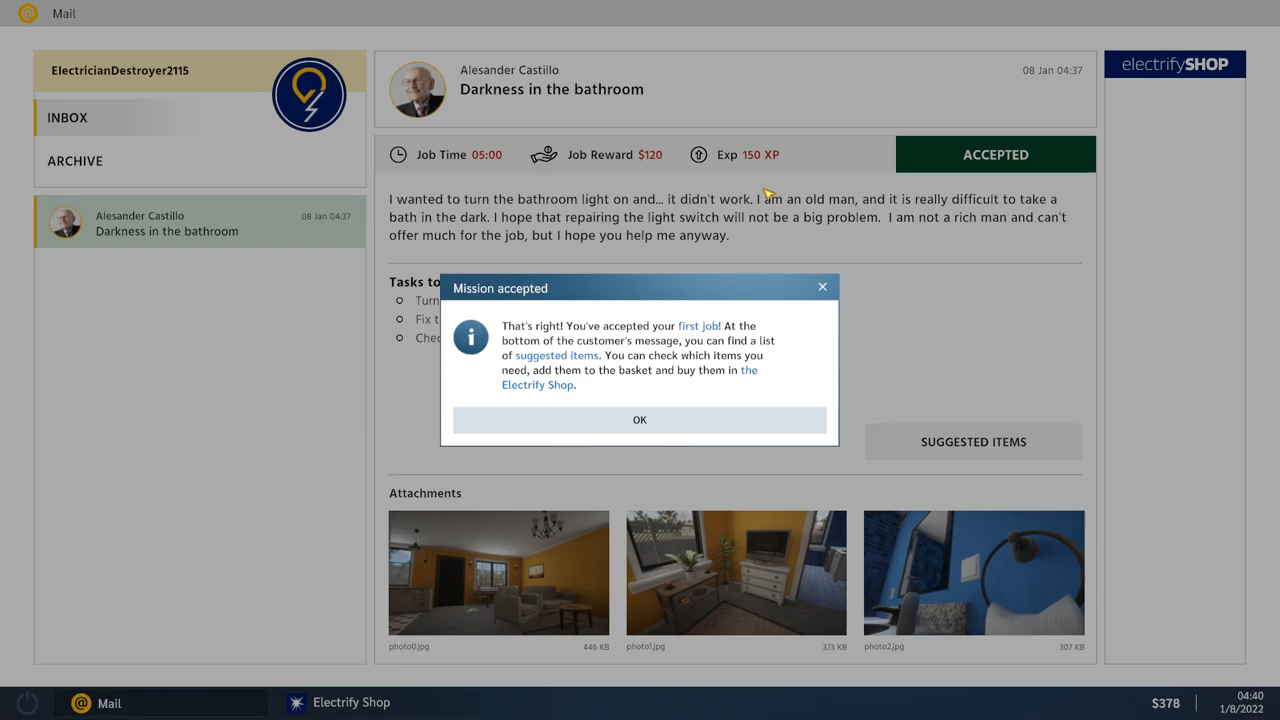 Mail
ElectricianDestroyer2115
INBOX
ARCHIVE
Alesander Castillo
08 Jan 04:37
Darkness in the bathroom
Alesander Castillo
08 Jan 04:37
Darkness in the bathroom
Job Time 05:00
Job Reward $120
Exp 150 XP
ACCEPTED
I wanted to turn the bathroom light on and... it didn't work. I am an old man, and it is really difficult to take a
bath in the dark. I hope that repairing the light switch will not be a big problem. I am not a rich man and can't
offer much for the job, but I hope you help me anyway.
Tasks to
Turn
Fix t
Chec
Mission accepted
That's right! You've accepted your first job! At the
bottom of the customer's message, you can find a list
of suggested items. You can check which items you
need, add them to the basket and buy them in the
Electrify Shop.
OK
SUGGESTED ITEMS
Attachments
photo0.jpg
446 KB
photo1.jpg
373 KB
photo2.jpg
307 KB
electrifySHOP
Mail
Electrify Shop
$378
04:40
1/8/2022